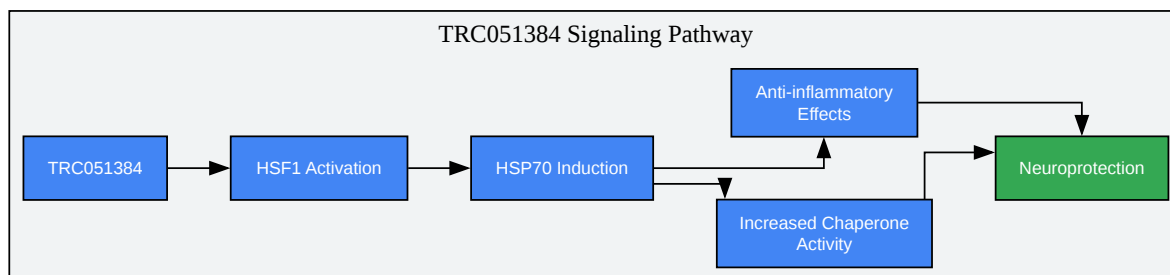 TRC051384 Signaling Pathway
TRC051384
HSF1 Activation
HSP70 Induction
Anti-inflammatory
Effects
Increased Chaperone
Activity
Neuroprotection